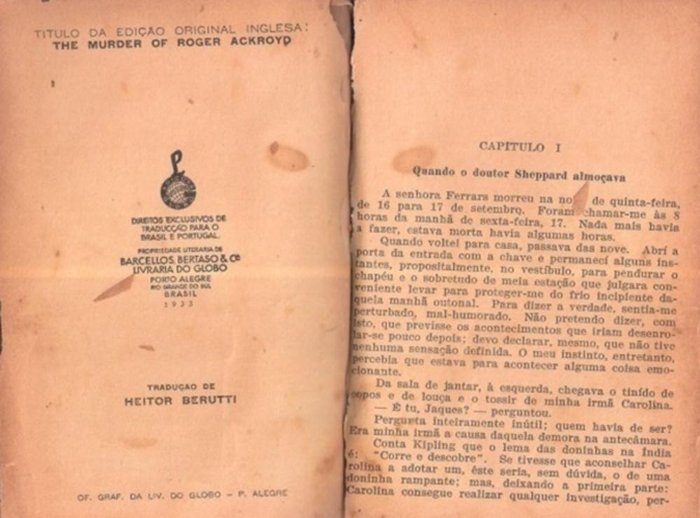 TITULO DA EDIÇÃO ORIGINAL INGLESA:
THE MURDER OF ROGER ACKROYD
DIREITOS EXCLUSIVOS DE
TRADUCÇÃO PARA O
BRASIL E PORTUGAL.
PROPRIEDADE LITERARIA DE
BARCELLOS, BERTASO & Cia
LIVRARIA DO GLOBO
PORTO ALEGRE
RIO GRANDE DO SUL
BRASIL
1933
TRADUÇÃO DE
HEITOR BERUTTI
OF. GRAF. DA LIV. DO GLOBO — P. ALEGRE
CAPÍTULO I
Quando o doutor Sheppard almoçava
A senhora Ferrars morreu na no de quinta-feira,
de 16 para 17 de setembro. Foram chamar-me às 8
horas da manhã de sexta-feira, 17. Nada mais havia
a fazer, estava morta havia algumas horas.
Quando voltei para casa, passava das nove. Abrí a
porta da entrada com a chave e permanecí alguns ins-
tantes, propositalmente, no vestíbulo, para pendurar o
chapéu e o sobretudo de meia estação que julgara con-
veniente levar para proteger-me do frio incipiente da-
quela manhã outonal. Para dizer a verdade, sentia-me
perturbado, mal-humorado. Não pretendo dizer, com
isto, que previsse os acontecimentos que iriam desenro-
lar-se pouco depois; devo declarar, mesmo, que não tive
nenhuma sensação definida. O meu instinto, entretanto,
percebia que estava para acontecer alguma coisa emo-
cionante.
Da sala de jantar, à esquerda, chegava o tinído de
copos e de louça e o tossir de minha irmã Carolina.
— És tu, Jaques? — perguntou.
Pergunta inteiramente inútil; quem havia de ser?
Era minha irmã a causa daquela demora na antecâmara.
Conta Kipling que o lema das doninhas na Índia
é: "Corre e descobre". Se tivesse que aconselhar Ca-
rolina a adotar um, êste seria, sem dúvida, o de uma
doninha rampante; mas, deixando a primeira parte:
Carolina consegue realizar qualquer investigação, per-